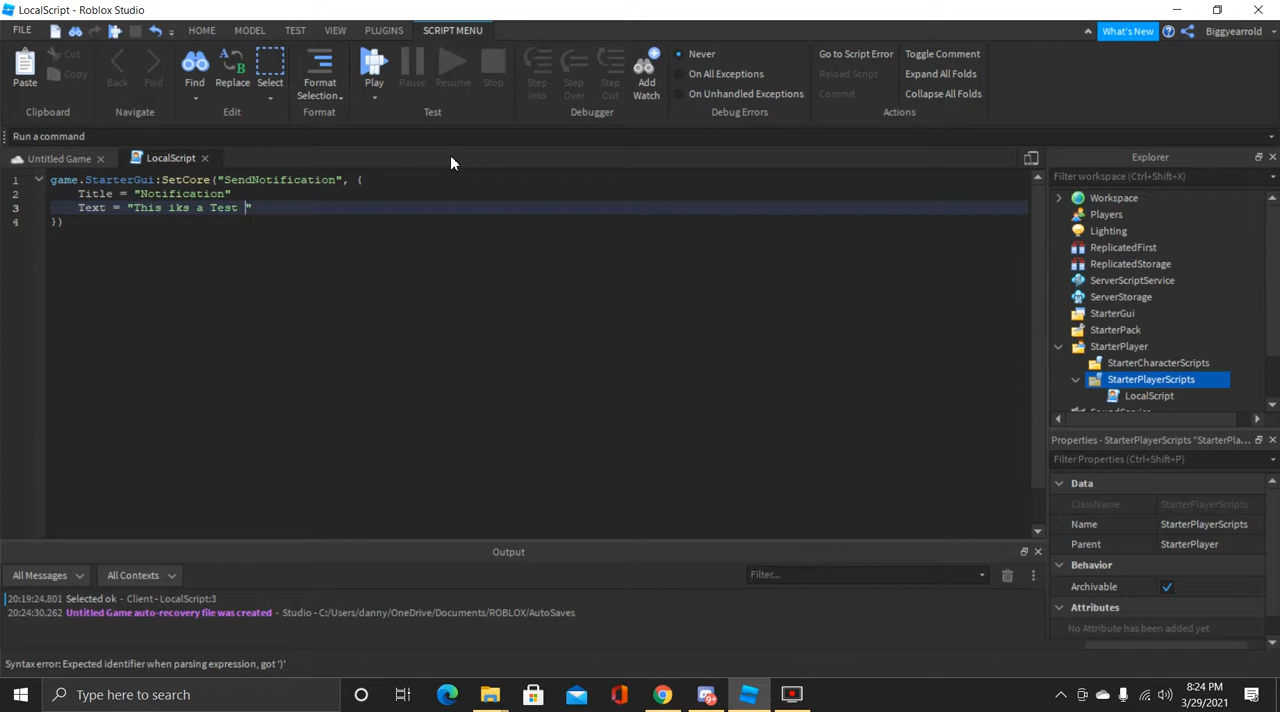 LocalScript - Roblox Studio
FILE HOME MODEL TEST VIEW PLUGINS SCRIPT MENU What's New Biggyearrold
Paste Cut Copy Back Fwd Find Replace Select Format Selection Play Pause Resume Stop Step Into Step Over Step Out Add Watch Never On All Exceptions On Unhandled Exceptions Go to Script Error Reload Script Commit Toggle Comment Expand All Folds Collapse All Folds
Clipboard Navigate Edit Format Test Debugger Debug Errors Actions
Run a command
Untitled Game LocalScript
1 game.StarterGui:SetCore("SendNotification", {
2 Title = "Notification"
3 Text = "This iks a Test "
4 })
Explorer
Filter workspace (Ctrl+Shift+X)
Workspace
Players
Lighting
ReplicatedFirst
ReplicatedStorage
ServerScriptService
ServerStorage
StarterGui
StarterPack
StarterPlayer
StarterCharacterScripts
StarterPlayerScripts
LocalScript
Properties - StarterPlayerScripts "StarterPla...
Filter Properties (Ctrl+Shift+P)
Data
ClassName StarterPlayerScripts
Name StarterPlayerScripts
Parent StarterPlayer
Behavior
Archivable
Attributes
No Attribute has been added yet
Output
All Messages All Contexts Filter...
20:19:24.801 Selected ok - Client - LocalScript:3
20:24:30.262 Untitled Game auto-recovery file was created - Studio - C:/Users/danny/OneDrive/Documents/ROBLOX/AutoSaves
Syntax error: Expected identifier when parsing expression, got ')'
Type here to search
8:24 PM
3/29/2021